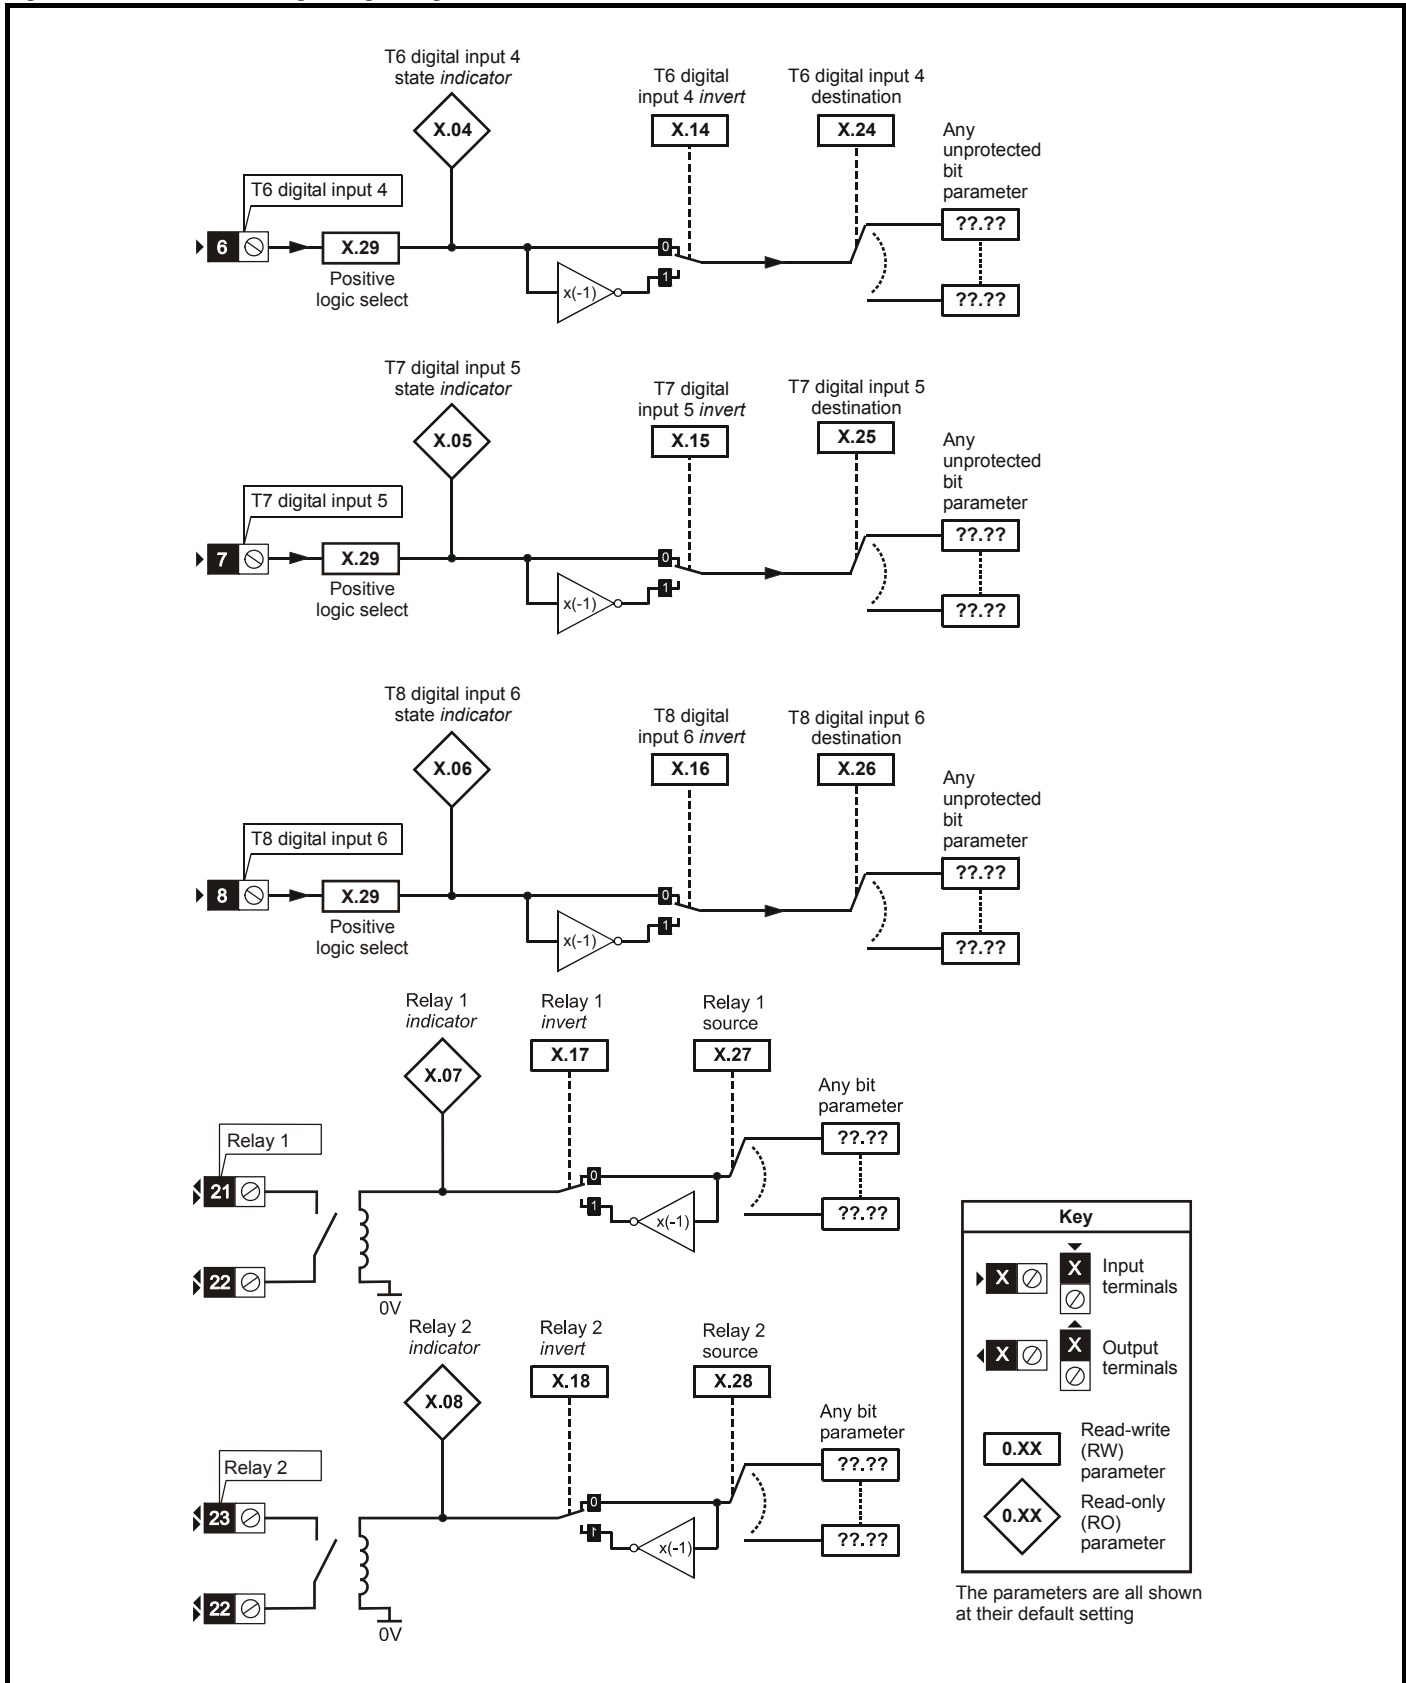 T6 digital input 4
state indicator
T6 digital
input 4 invert
T6 digital input 4
destination
X.04
X.14
X.24
Any
unprotected
bit
parameter
T6 digital input 4
??.??
6
X.29
0
1
x(-1)
Positive
logic select
??.??
T7 digital input 5
state indicator
T7 digital
input 5 invert
T7 digital input 5
destination
X.05
X.15
X.25
Any
unprotected
bit
parameter
T7 digital input 5
??.??
7
X.29
0
1
x(-1)
Positive
logic select
??.??
T8 digital input 6
state indicator
T8 digital
input 6 invert
T8 digital input 6
destination
X.06
X.16
X.26
Any
unprotected
bit
parameter
T8 digital input 6
??.??
8
X.29
0
1
x(-1)
Positive
logic select
??.??
Relay 1
indicator
Relay 1
invert
Relay 1
source
X.07
X.17
X.27
Any bit
parameter
Relay 1
??.??
21
0
1
x(-1)
??.??
22
0V
Relay 2
indicator
Relay 2
invert
Relay 2
source
X.08
X.18
X.28
Any bit
parameter
Relay 2
??.??
23
0
1
x(-1)
??.??
22
0V
Key
X
X
Input
terminals
X
X
Output
terminals
0.XX
Read-write
(RW)
parameter
0.XX
Read-only
(RO)
parameter
The parameters are all shown
at their default setting